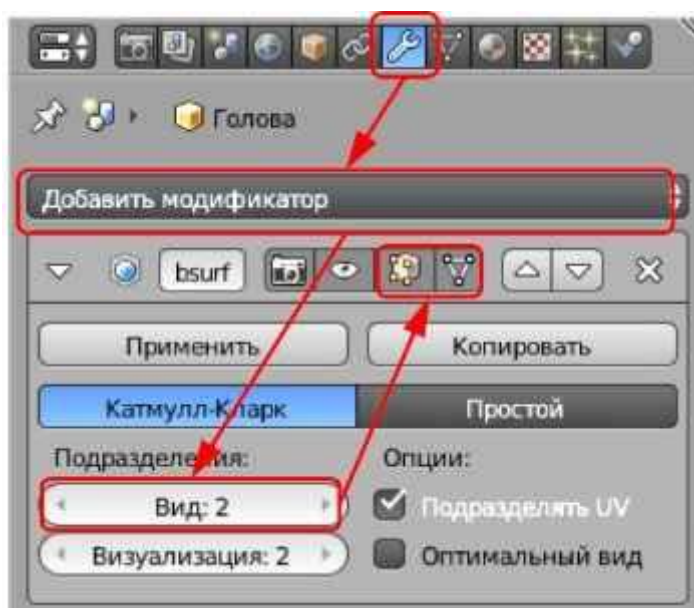 Голова
Добавить модификатор
bsurf
Применить Копировать
Катмулл-Кларк Простой
Подразделения: Опции:
Вид: 2 Подразделять UV
Визуализация: 2 Оптимальный вид